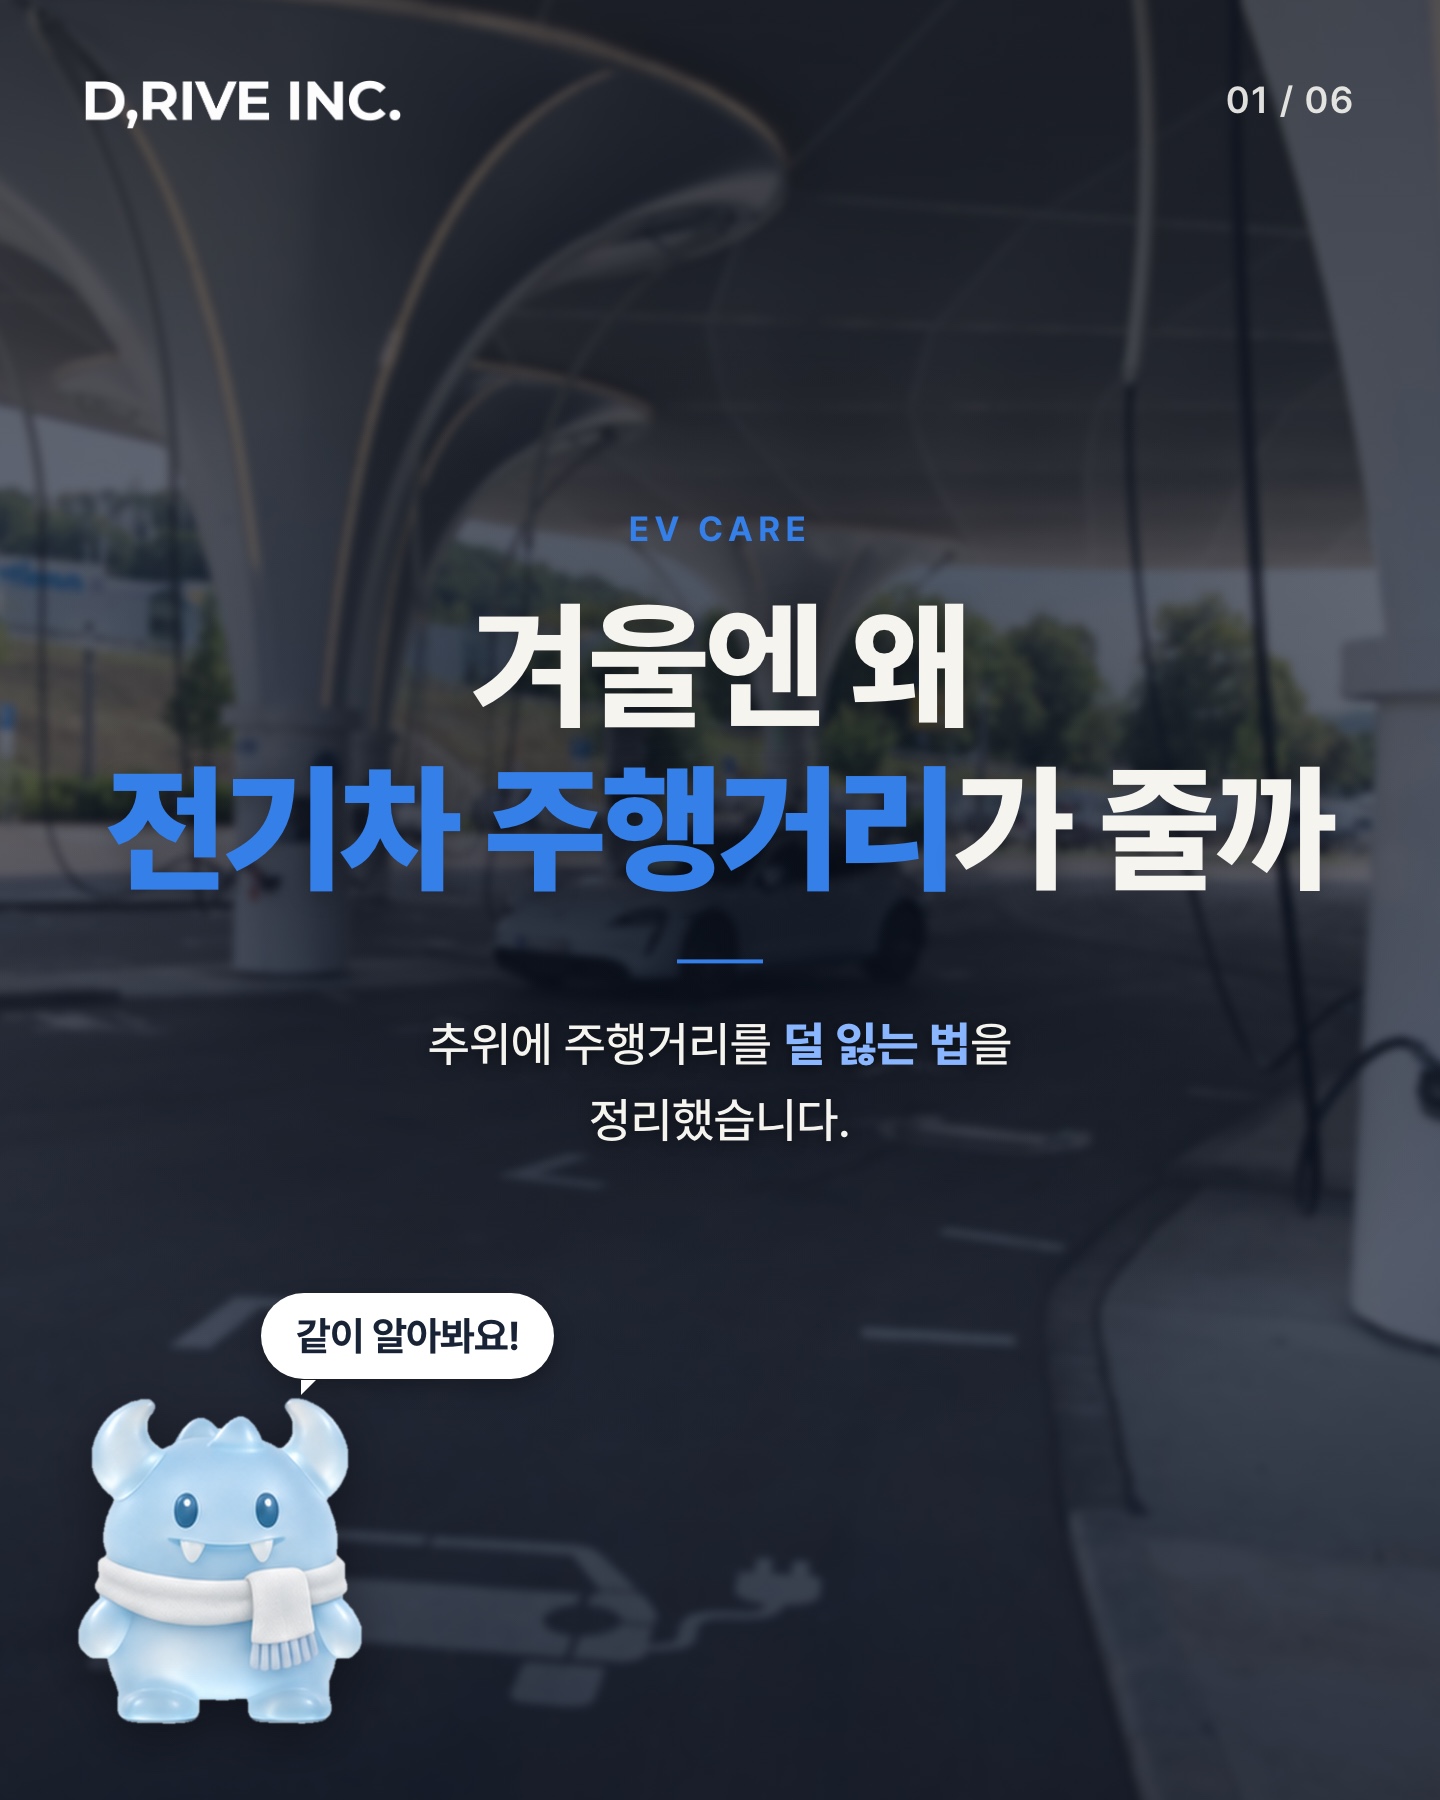 D,RIVE INC.
01 / 06
EV CARE
겨울엔 왜
전기차 주행거리가 줄까
추위에 주행거리를 덜 잃는 법을
정리했습니다.
같이 알아봐요!